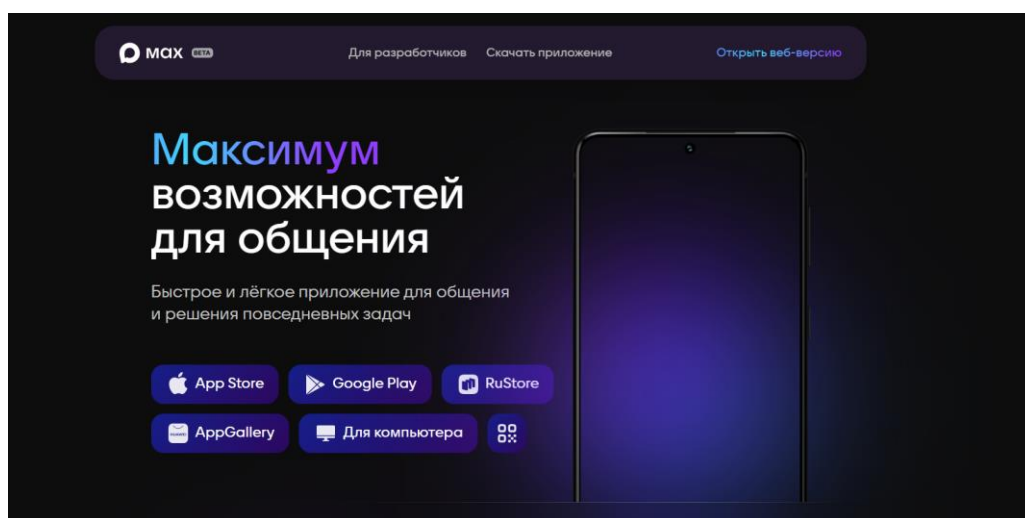 max BETA
Для разработчиков
Скачать приложение
Открыть веб-версию
Максимум
возможностей
для общения
Быстрое и лёгкое приложение для общения
и решения повседневных задач
App Store
Google Play
RuStore
AppGallery
Для компьютера